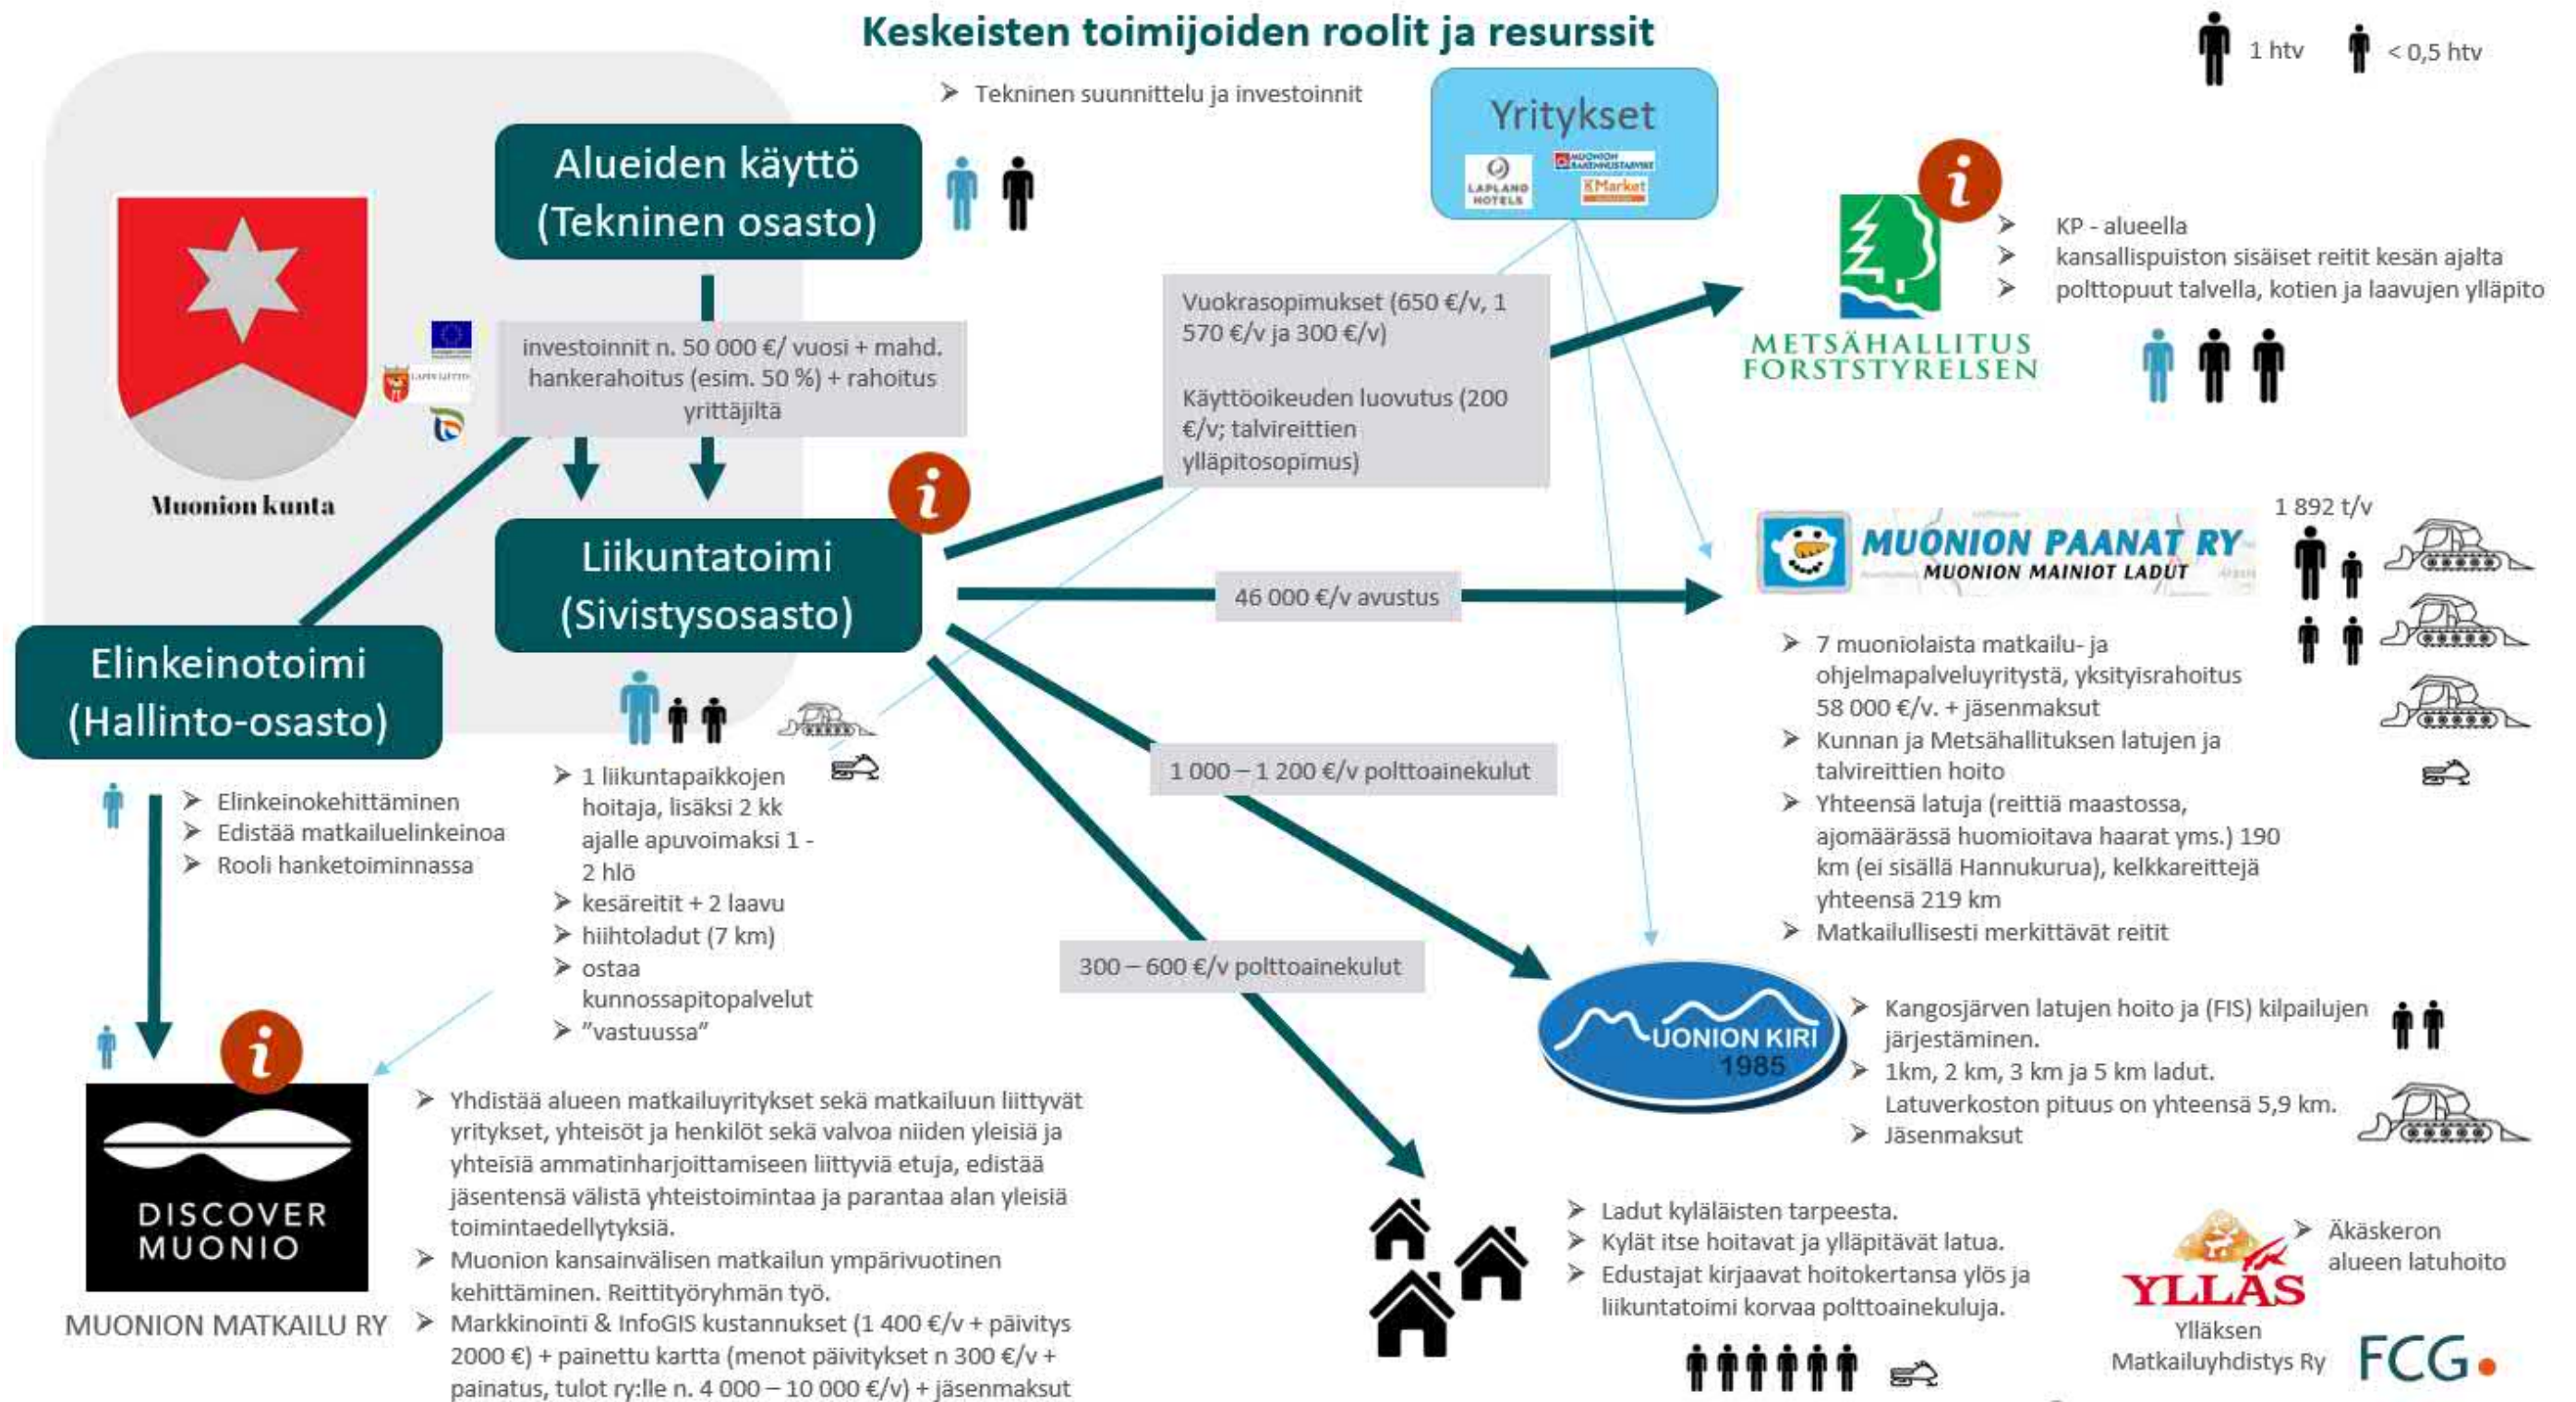 Keskeisten toimijoiden roolit ja resurssit
1 htv
< 0,5 htv
➤ Tekninen suunnittelu ja investoinnit
Alueiden käyttö
(Tekninen osasto)
Yritykset
LAPLAND
HOTELS
MUONION
RAKENNUSTARVIKE
KMarket
Muonion kunta
LAPIN LIITTO
investoinnit n. 50 000 €/ vuosi + mahd.
hankerahoitus (esim. 50 %) + rahoitus
yrittäjiltä
Vuokrasopimukset (650 €/v, 1
570 €/v ja 300 €/v)
Käyttöoikeuden luovutus (200
€/v; talvireittien
ylläpitosopimus)
i
METSÄHALLITUS
FORSTSTYRELSEN
➤ KP - alueella
➤ kansallispuiston sisäiset reitit kesän ajalta
➤ polttopuut talvella, kotien ja laavujen ylläpito
i
Liikuntatoimi
(Sivistysosasto)
46 000 €/v avustus
MUONION PAANAT RY
MUONION MAINIOT LADUT
1 892 t/v
➤ 7 muoniolaista matkailu- ja
ohjelmapalveluyritystä, yksityisrahoitus
58 000 €/v. + jäsenmaksut
➤ Kunnan ja Metsähallituksen latujen ja
talvireittien hoito
➤ Yhteensä latuja (reittiä maastossa,
ajomäärässä huomioitava haarat yms.) 190
km (ei sisällä Hannukurua), kelkkareittejä
yhteensä 219 km
➤ Matkailullisesti merkittävät reitit
Elinkeinotoimi
(Hallinto-osasto)
➤ Elinkeinokehittäminen
➤ Edistää matkailuelinkeinoa
➤ Rooli hanketoiminnassa
➤ 1 liikuntapaikkojen
hoitaja, lisäksi 2 kk
ajalle apuvoimaksi 1 -
2 hlö
➤ kesäreitit + 2 laavu
➤ hiihtoladut (7 km)
➤ ostaa
kunnossapitopalvelut
➤ "vastuussa"
1 000 – 1 200 €/v polttoainekulut
300 – 600 €/v polttoainekulut
MUONION KIRI
1985
➤ Kangosjärven latujen hoito ja (FIS) kilpailujen
järjestäminen.
➤ 1km, 2 km, 3 km ja 5 km ladut.
Latuverkoston pituus on yhteensä 5,9 km.
➤ Jäsenmaksut
i
DISCOVER
MUONIO
MUONION MATKAILU RY
➤ Yhdistää alueen matkailuyritykset sekä matkailuun liittyvät
yritykset, yhteisöt ja henkilöt sekä valvoa niiden yleisiä ja
yhteisiä ammatinharjoittamiseen liittyviä etuja, edistää
jäsentensä välistä yhteistoimintaa ja parantaa alan yleisiä
toimintaedellytyksiä.
➤ Muonion kansainvälisen matkailun ympärivuotinen
kehittäminen. Reittityöryhmän työ.
➤ Markkinointi & InfoGIS kustannukset (1 400 €/v + päivitys
2000 €) + painettu kartta (menot päivitykset n 300 €/v +
painatus, tulot ry:lle n. 4 000 – 10 000 €/v) + jäsenmaksut
➤ Ladut kyläläisten tarpeesta.
➤ Kylät itse hoitavat ja ylläpitävät latua.
➤ Edustajat kirjaavat hoitokertansa ylös ja
liikuntatoimi korvaa polttoainekuluja.
YLLÄS
Ylläksen
Matkailuyhdistys Ry
➤ Äkäskeron
alueen latuhoito
FCG